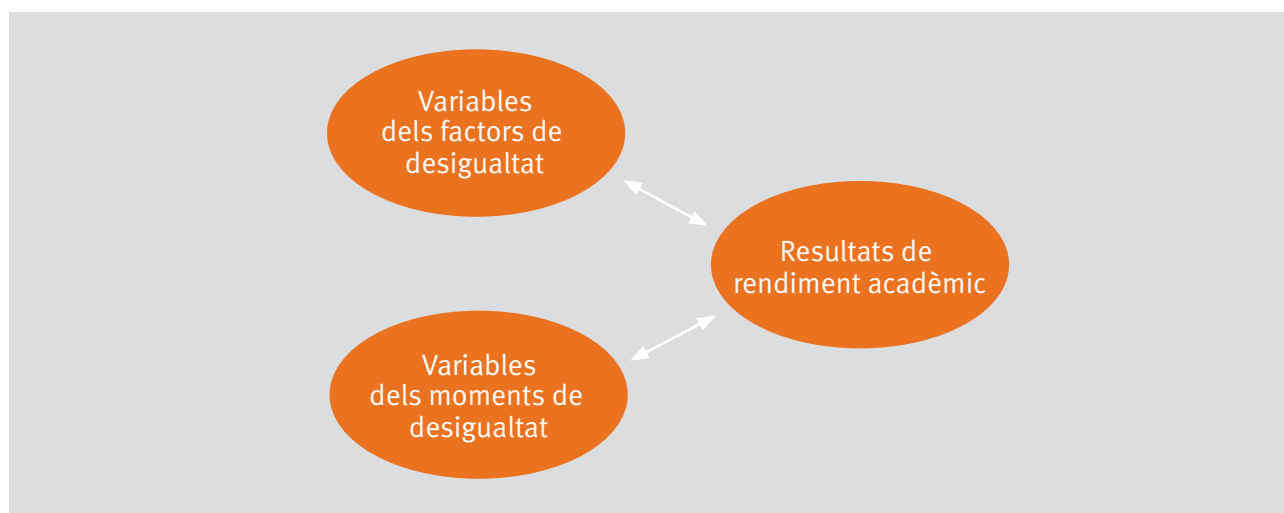 Variables
dels factors de
desigualtat
Resultats de
rendiment acadèmic
Variables
dels moments de
desigualtat